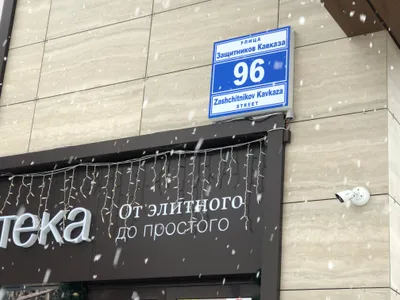 УЛИЦА
Защитников Кавказа
96
Zashchitnikov Kavkaza
STREET
тека
От элитного
до простого